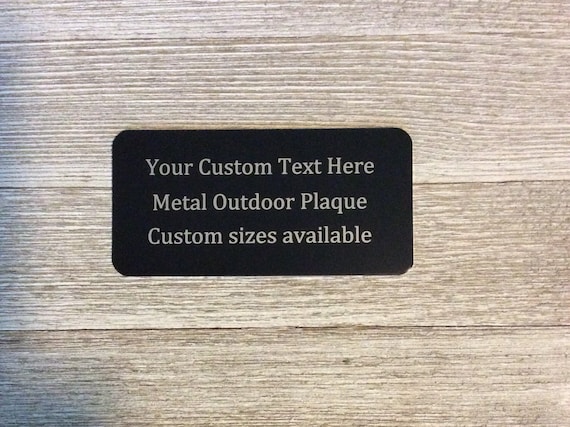 Your Custom Text Here
Metal Outdoor Plaque
Custom sizes available